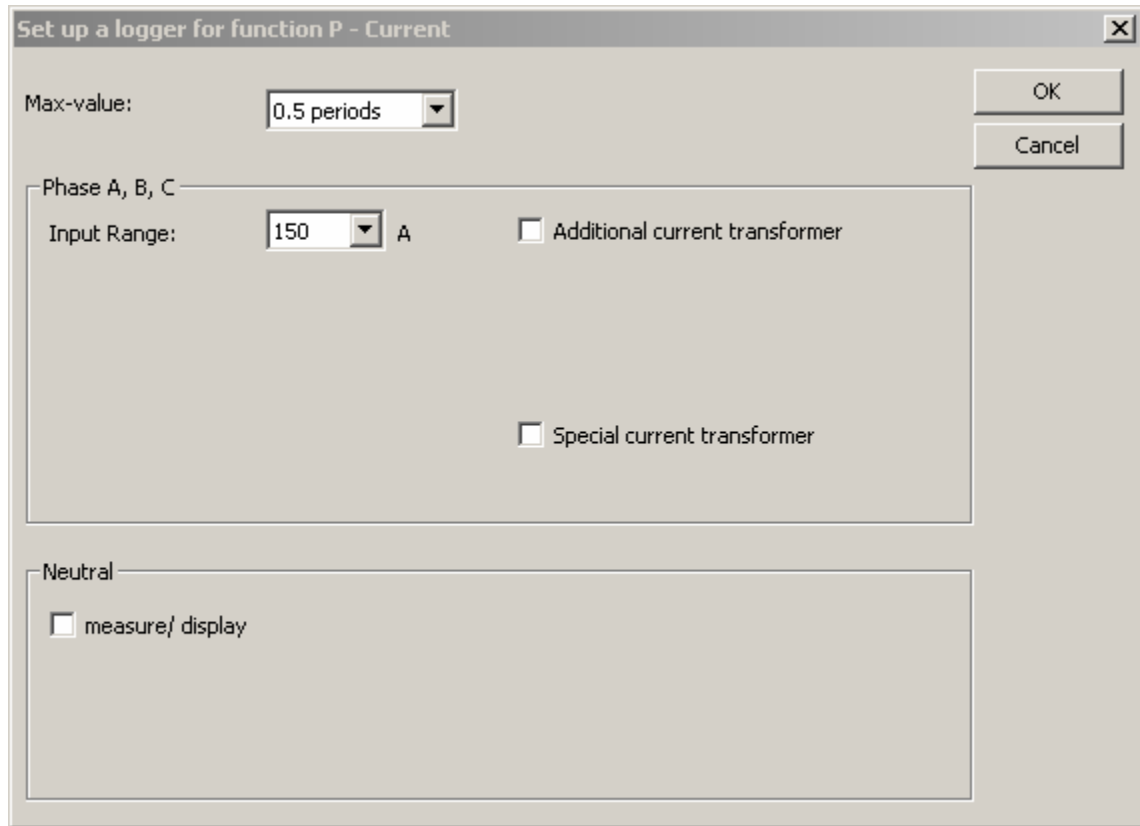 Set up a logger for function P - Current
Max-value:
0.5 periods
OK
Cancel
Phase A, B, C
Input Range:
150
A
Additional current transformer
Special current transformer
Neutral
measure/ display